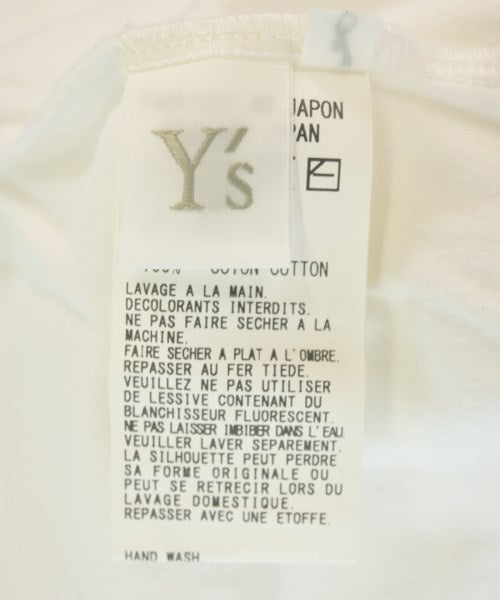 Y's
JAPON
COTON COTTON
LAVAGE A LA MAIN.
DECOLORANTS INTERDITS.
NE PAS FAIRE SECHER A LA
MACHINE.
FAIRE SECHER A PLAT A L'OMBRE.
REPASSER AU FER TIEDE.
VEUILLEZ NE PAS UTILISER
DE LESSIVE CONTENANT DU
BLANCHISSEUR FLUORESCENT.
NE PAS LAISSER IMBIBER DANS L'EAU.
VEUILLER LAVER SEPAREMENT.
LA SILHOUETTE PEUT PERDRE
SA FORME ORIGINALE OU
PEUT SE RETRECIR LORS DU
LAVAGE DOMESTIQUE.
REPASSER AVEC UNE ETOFFE.
HAND WASH